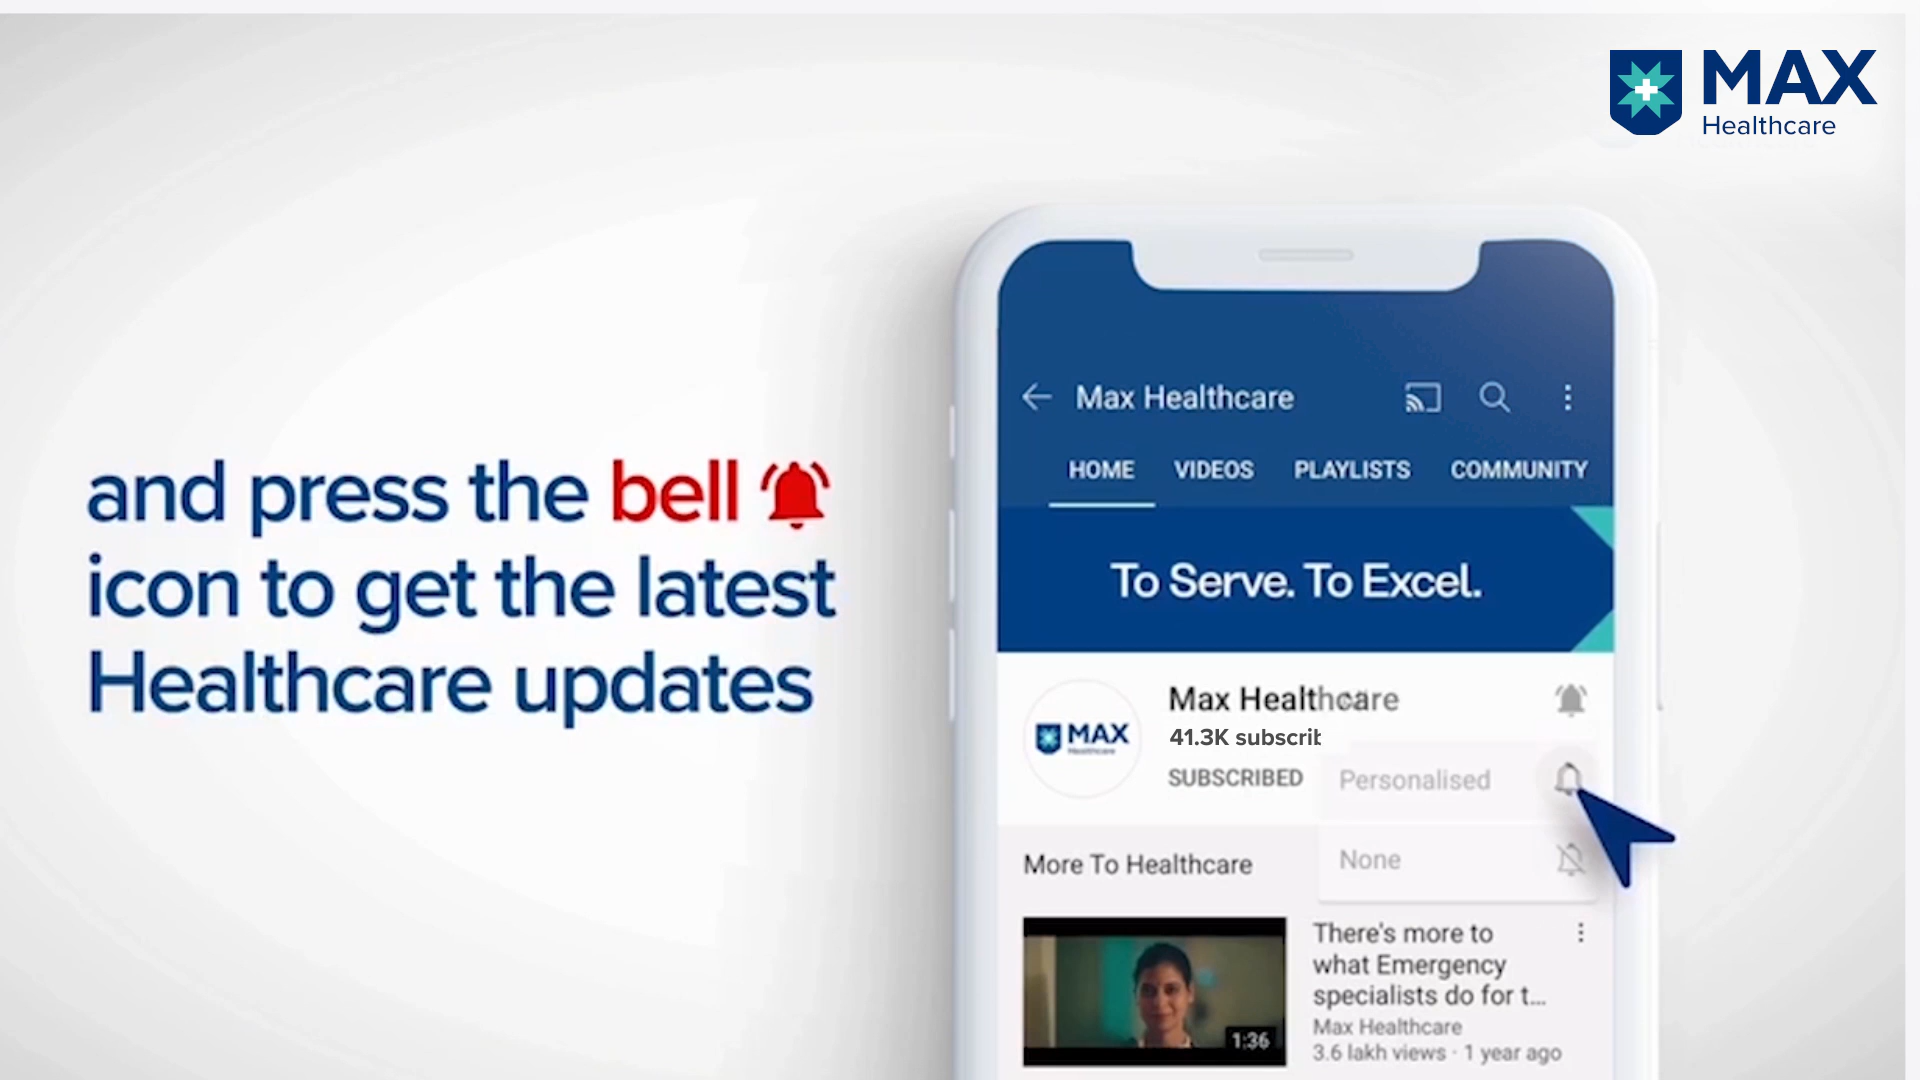 MAX
Healthcare
and press the bell
icon to get the latest
Healthcare updates
Max Healthcare
HOME VIDEOS PLAYLISTS COMMUNITY
To Serve. To Excel.
MAX
Healthcare
Max Healthcare
41.3K subscrib
SUBSCRIBED
Personalised
None
More To Healthcare
1:36
There's more to
what Emergency
specialists do for t...
Max Healthcare
3.6 lakh views · 1 year ago